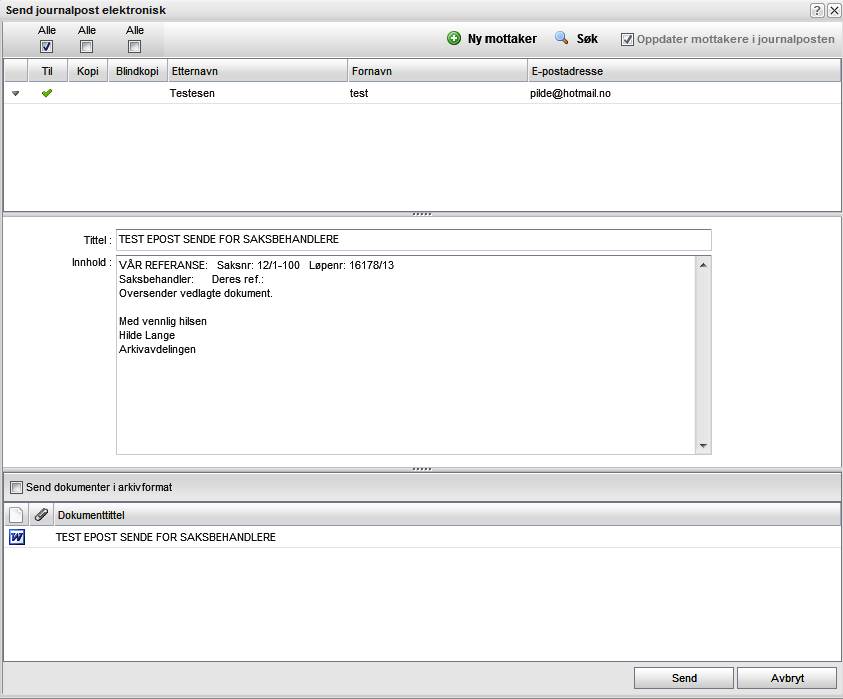 Send journalpost elektronisk
Alle Alle Alle
Ny mottaker Søk Oppdater mottakere i journalposten
Til Kopi Blindkopi Etternavn Fornavn E-postadresse
Testesen test pilde@hotmail.no
Tittel : TEST EPOST SENDE FOR SAKSBEHANDLERE
Innhold : VÅR REFERANSE: Saksnr: 12/1-100 Løpenr: 16178/13
Saksbehandler: Deres ref.:
Oversender vedlagte dokument.
Med vennlig hilsen
Hilde Lange
Arkivavdelingen
Send dokumenter i arkivformat
Dokumenttittel
TEST EPOST SENDE FOR SAKSBEHANDLERE
Send Avbryt